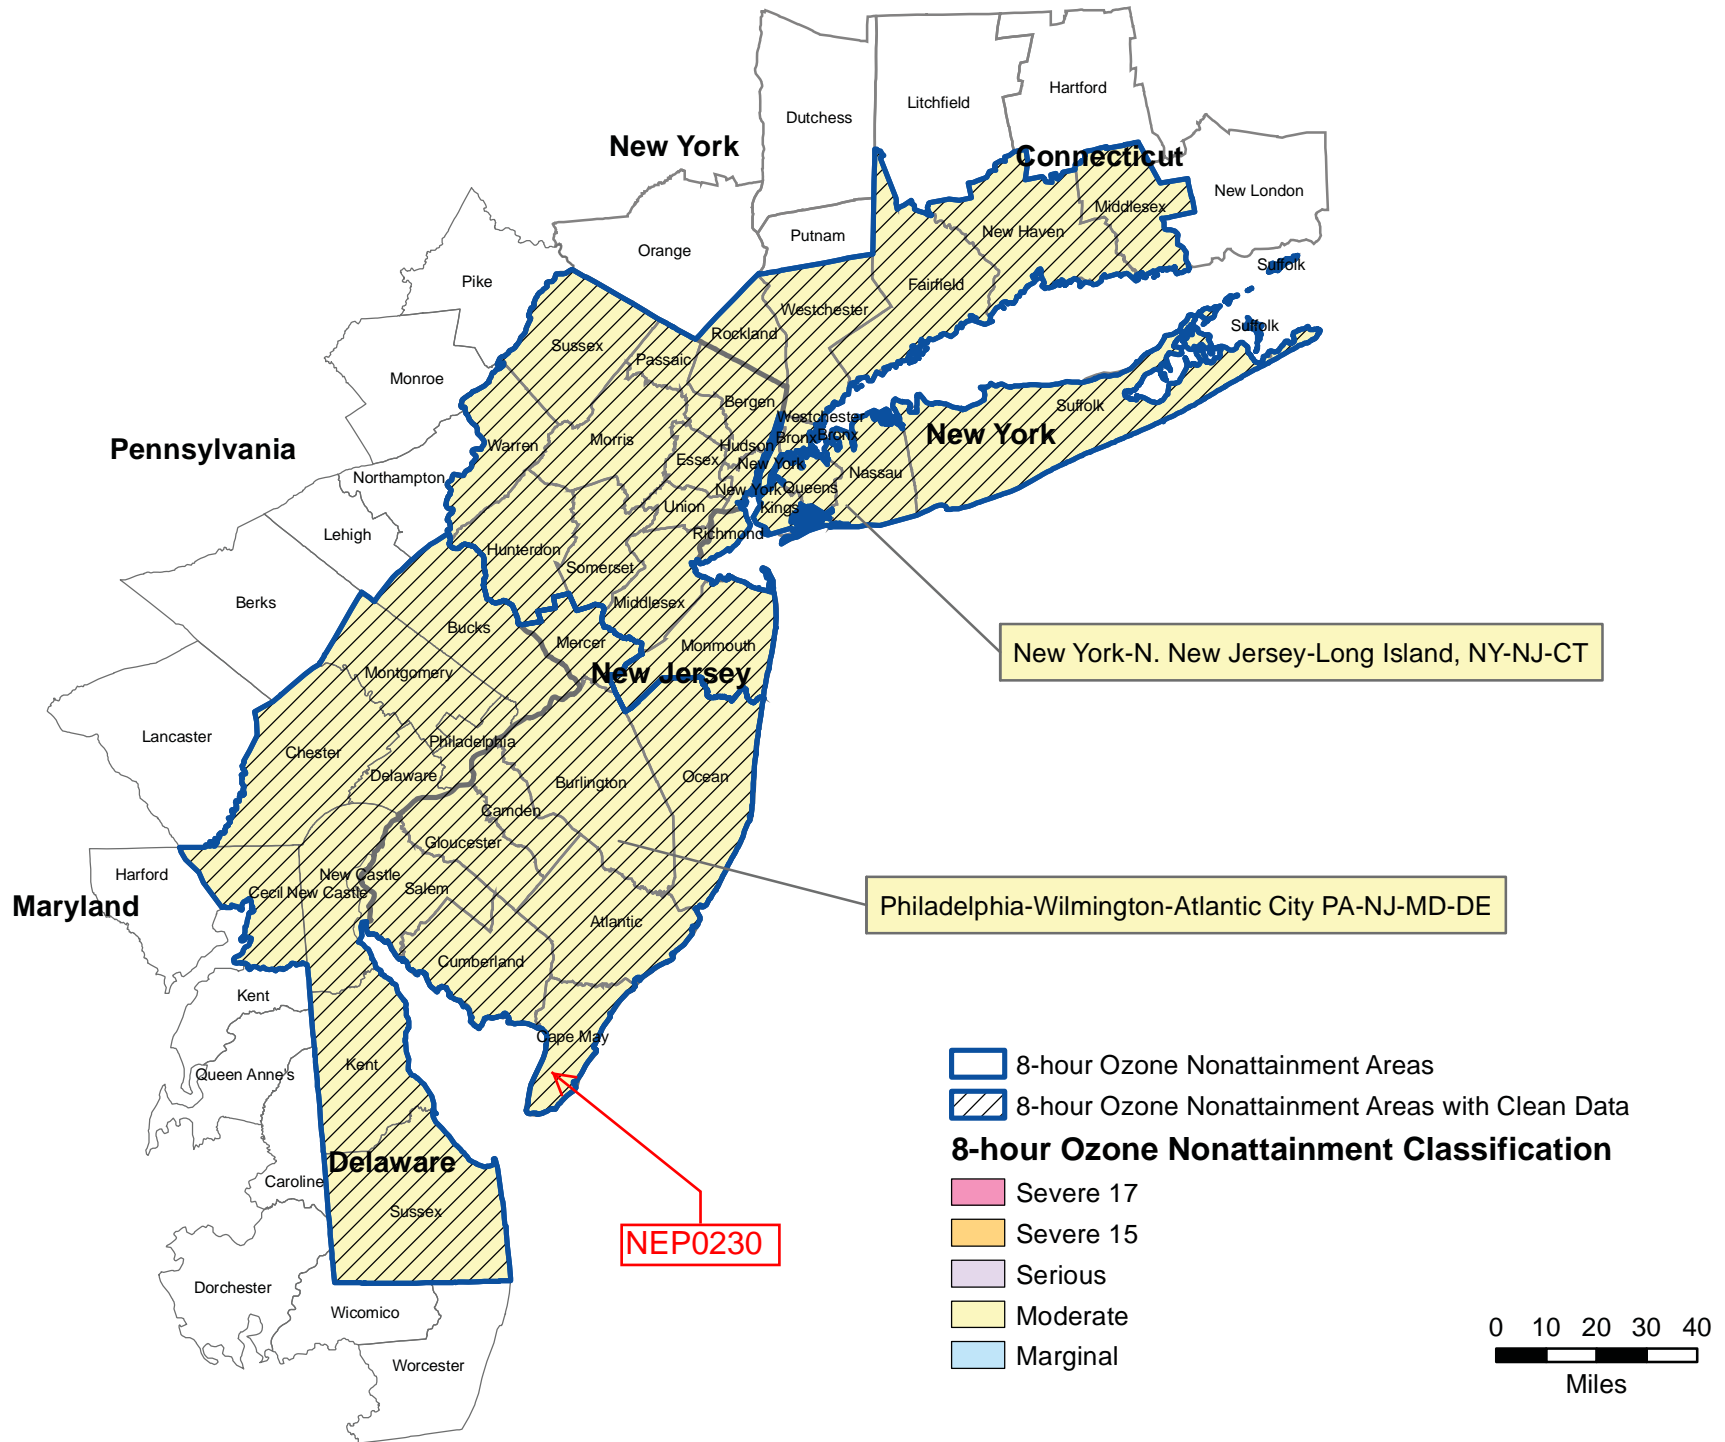 Hartford
Dutchess
Litchfield
New York
Connecticut
New London
Middlesex
New Haven
Putnam
Orange
Suffolk
Pike
Fairfield
Westchester
Suffolk
Rockland
Sussex
Passaic
Monroe
Bergen
Suffolk
Westchester
New York
Pennsylvania
Warren
Morris
Hudson
Bronx
Bronx
Essex
New York
Nassau
Northampton
New York
Queens
Union
Kings
Lehigh
Richmond
Hunterdon
Somerset
Berks
Middlesex
Bucks
Mercer
Monmouth
New York-N. New Jersey-Long Island, NY-NJ-CT
Montgomery
New Jersey
Lancaster
Philadelphia
Chester
Delaware
Burlington
Ocean
Camden
Gloucester
Harford
New Castle
Cecil
New Castle
Salem
Maryland
Philadelphia-Wilmington-Atlantic City PA-NJ-MD-DE
Atlantic
Cumberland
Kent
Cape May
Kent
Queen Anne's
Delaware
Caroline
Sussex
NEP0230
Dorchester
Wicomico
Worcester
8-hour Ozone Nonattainment Areas
8-hour Ozone Nonattainment Areas with Clean Data
8-hour Ozone Nonattainment Classification
Severe 17
Severe 15
Serious
Moderate
Marginal
0 10 20 30 40
Miles